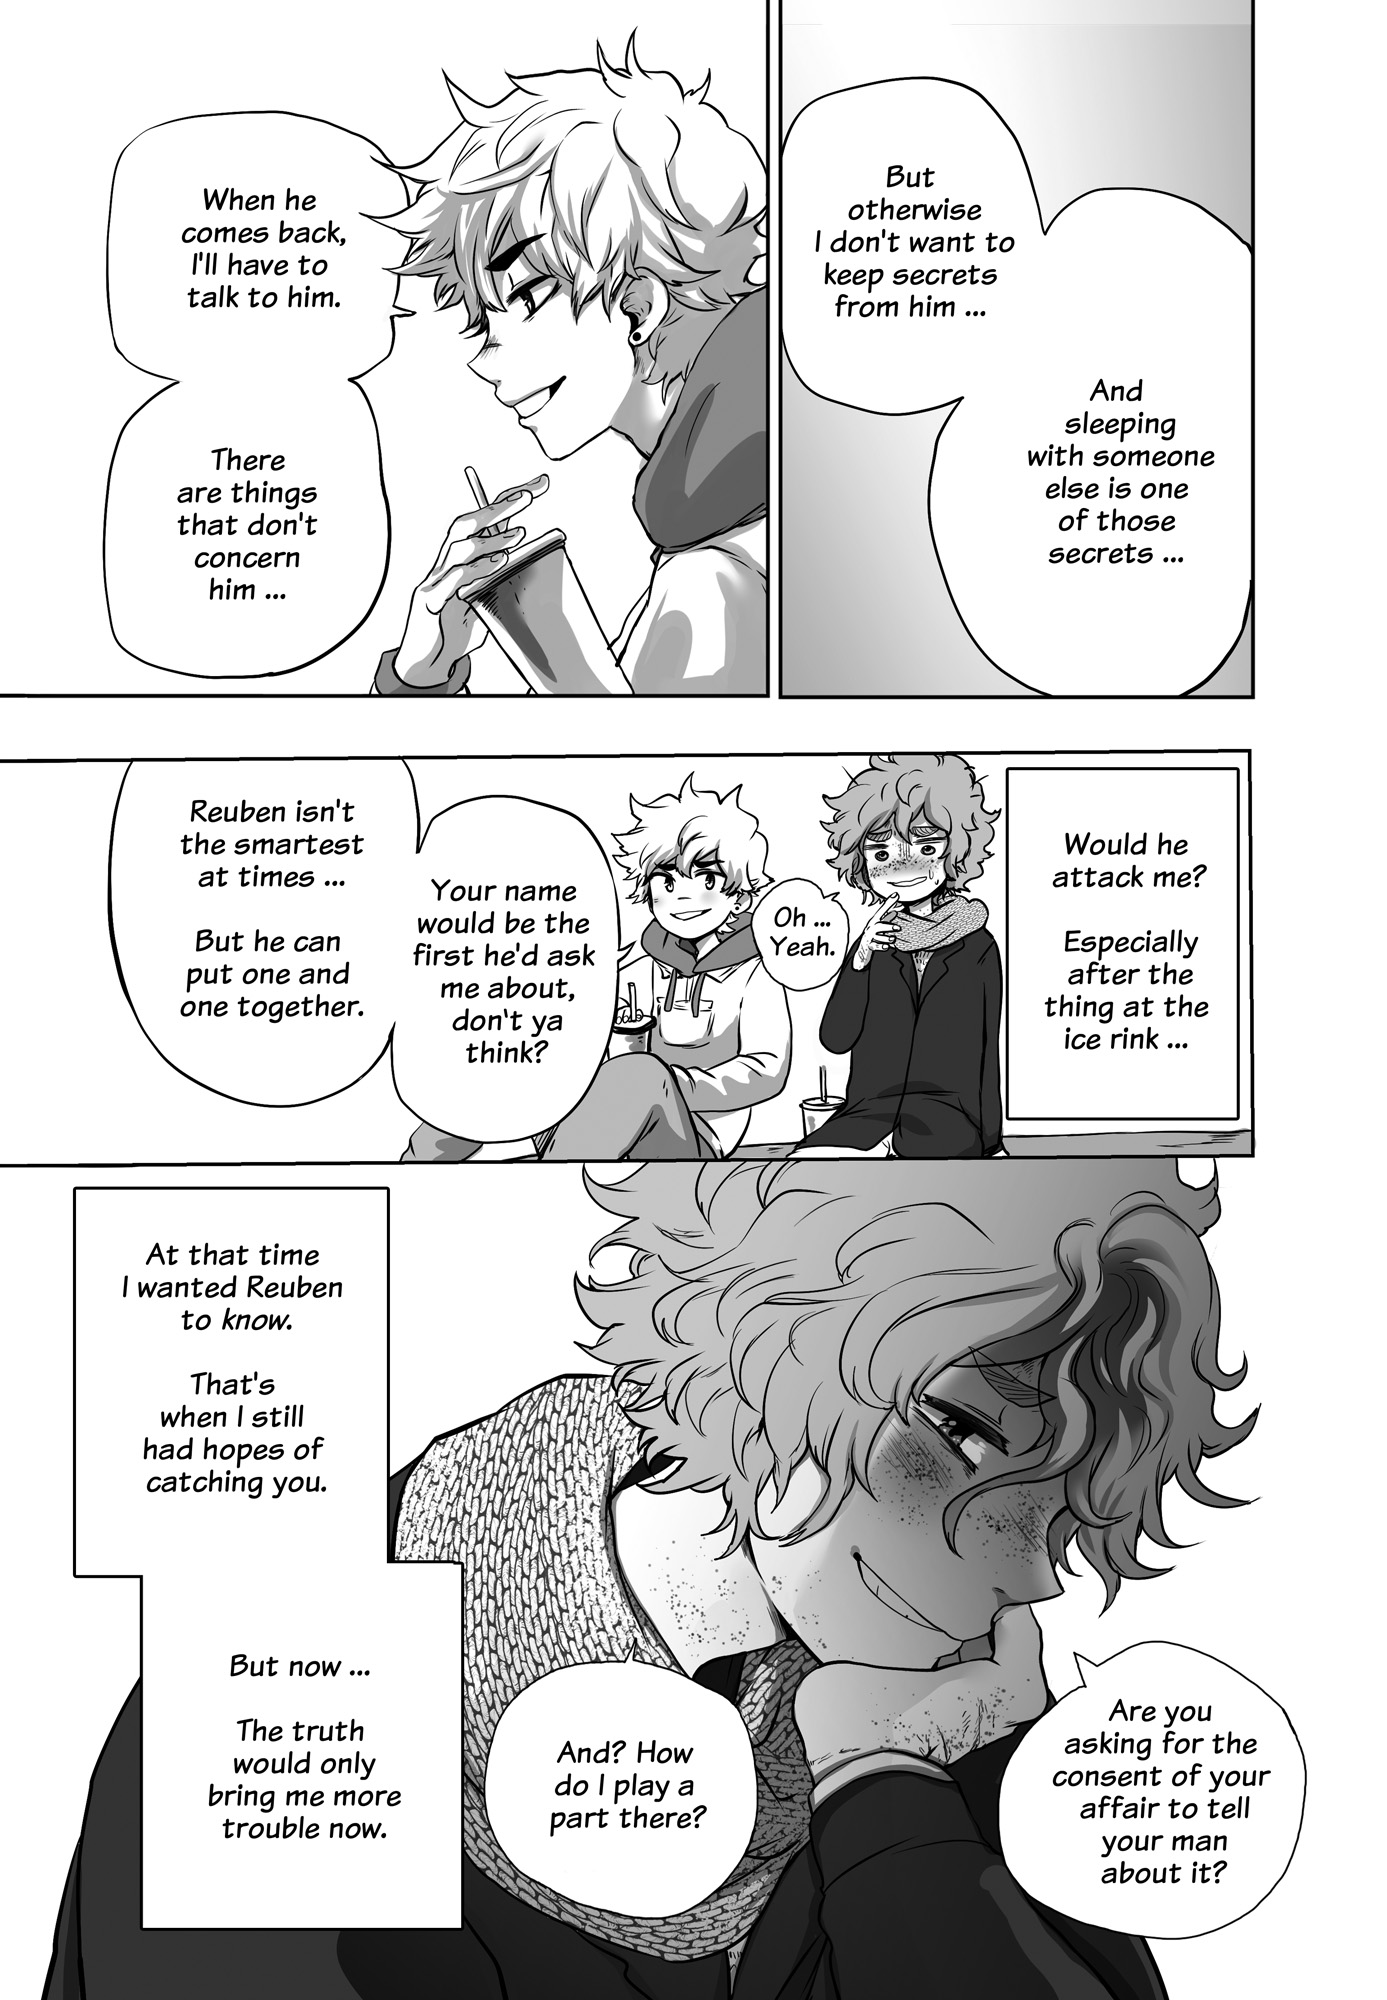 When he
comes back,
I'll have to
talk to him.
There
are things
that don't
concern
him ...
But
otherwise
I don't want to
keep secrets
from him ...
And
sleeping
with someone
else is one
of those
secrets ...
Reuben isn't
the smartest
at times ...
But he can
put one and
one together.
Your name
would be the
first he'd ask
me about,
don't ya
think?
Oh ...
Yeah.
Would he
attack me?
Especially
after the
thing at the
ice rink ...
At that time
I wanted Reuben
to know.
That's
when I still
had hopes of
catching you.
But now ...
The truth
would only
bring me more
trouble now.
And? How
do I play a
part there?
Are you
asking for the
consent of your
affair to tell
your man
about it?